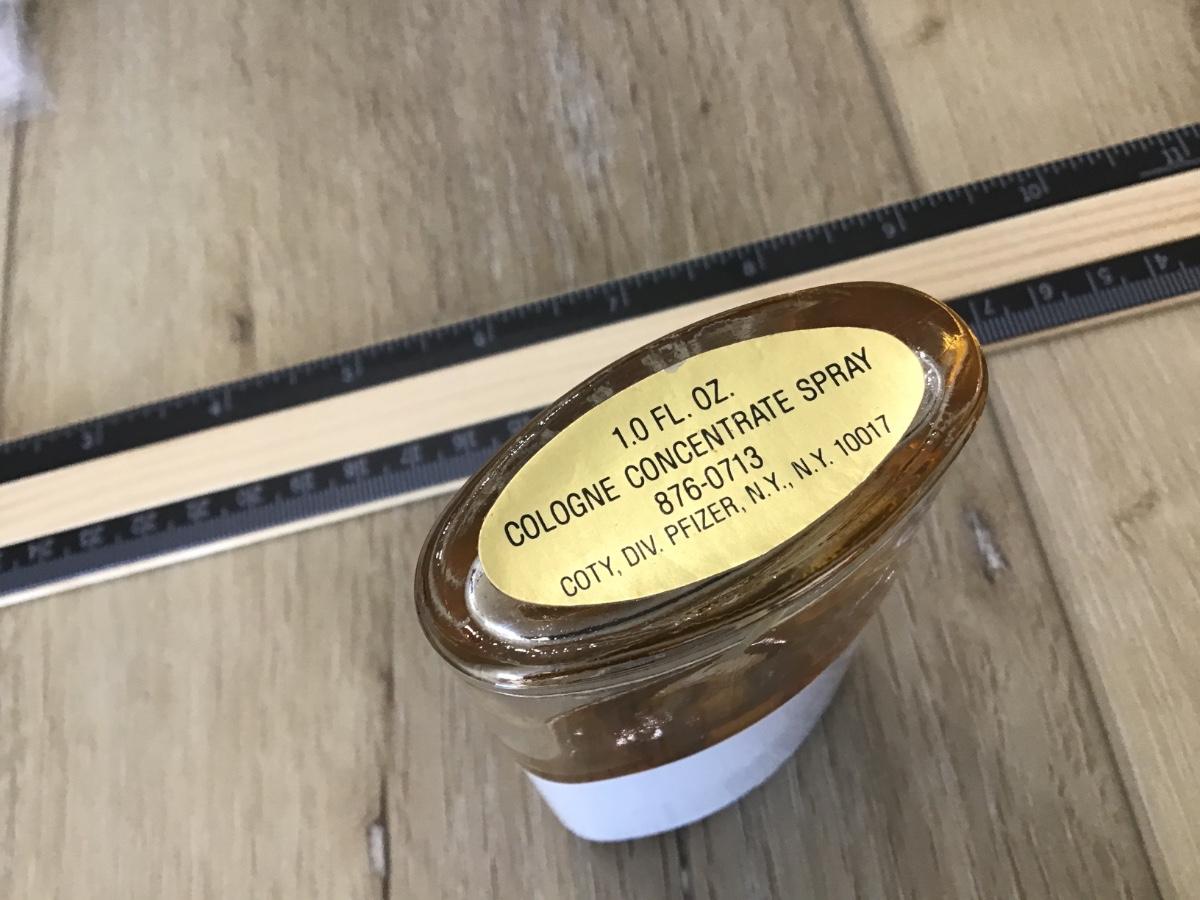 1.0 FL. OZ.
COLOGNE CONCENTRATE SPRAY
876-0713
COTY, DIV. PFIZER, N.Y., N.Y. 10017